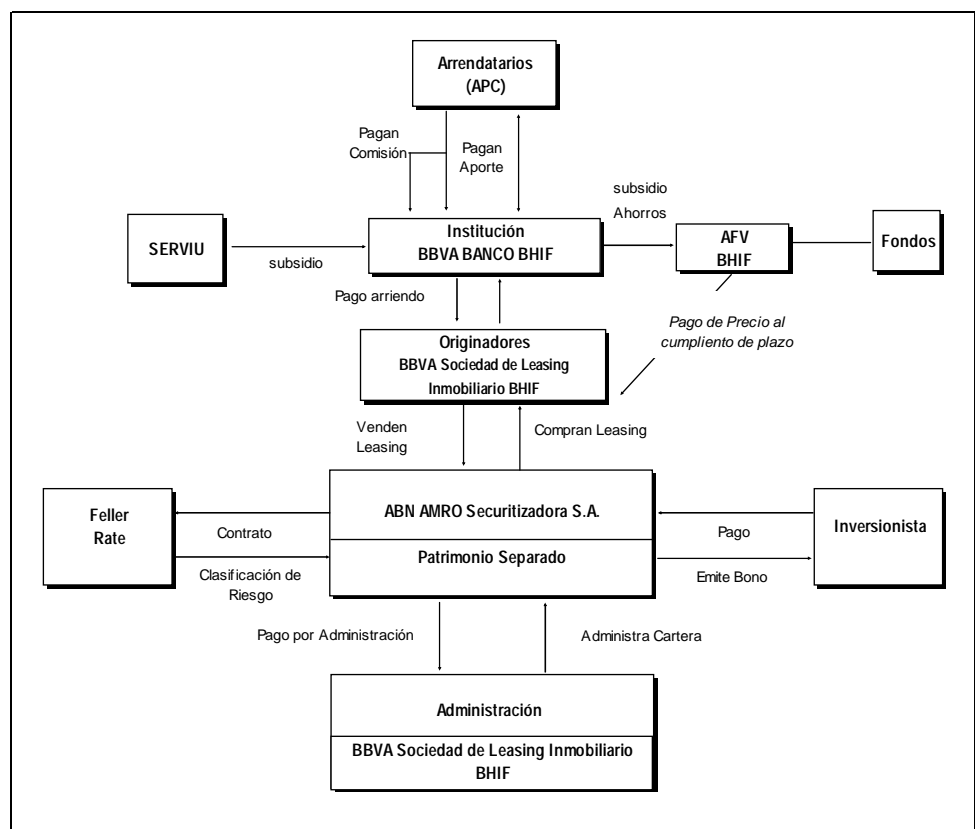 Arrendatarios
(APC)
Pagan
Comisión
Pagan
Aporte
subsidio
Ahorros
SERVIU
subsidio
Institución
BBVA BANCO BHIF
AFV
BHIF
Fondos
Pago arriendo
Pago de Precio al
cumpliento de plazo
Originadores
BBVA Sociedad de Leasing
Inmobiliario BHIF
Venden
Leasing
Compran Leasing
Feller
Rate
Contrato
Clasificación de
Riesgo
ABN AMRO Securitizadora S.A.
Patrimonio Separado
Pago
Emite Bono
Inversionista
Pago por Administración
Administra Cartera
Administración
BBVA Sociedad de Leasing Inmobiliario
BHIF